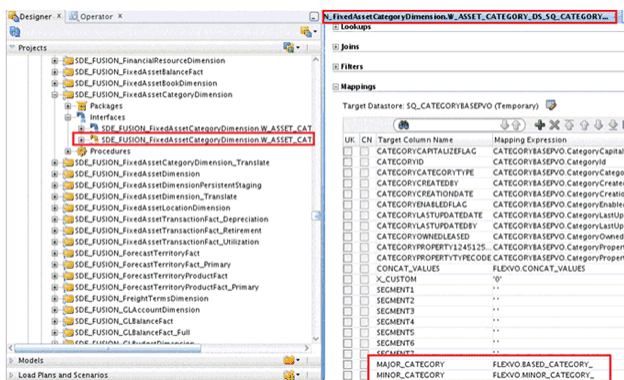 Designer
Operator
Projects
SDE_FUSION_FinancialResourceDimension
SDE_FUSION_FixedAssetBalanceFact
SDE_FUSION_FixedAssetBookDimension
SDE_FUSION_FixedAssetCategoryDimension
Packages
Interfaces
SDE_FUSION_FixedAssetCategoryDimension.W_ASSET_CAT
SDE_FUSION_FixedAssetCategoryDimension.W_ASSET_CAT
Procedures
SDE_FUSION_FixedAssetCategoryDimension_Translate
SDE_FUSION_FixedAssetDimension
SDE_FUSION_FixedAssetDimensionPersistentStaging
SDE_FUSION_FixedAssetDimension_Translate
SDE_FUSION_FixedAssetLocationDimension
SDE_FUSION_FixedAssetTransactionFact_Depreciation
SDE_FUSION_FixedAssetTransactionFact_Retirement
SDE_FUSION_FixedAssetTransactionFact_Utilization
SDE_FUSION_ForecastTerritoryFact
SDE_FUSION_ForecastTerritoryFact_Primary
SDE_FUSION_ForecastTerritoryProductFact
SDE_FUSION_ForecastTerritoryProductFact_Primary
SDE_FUSION_FreightTermsDimension
SDE_FUSION_GLAccountDimension
SDE_FUSION_GLBalanceFact
SDE_FUSION_GLBalanceFact_Full
SDE_FUSION_GLBudgetDimension
Models
Load Plans and Scenarios
N_FixedAssetCategoryDimension.W_ASSET_CATEGORY_DS_SQ_CATEGORY...
Lookups
Joins
Filters
Mappings
Target Datastore: SQ_CATEGORYBASEPVO (Temporary)
UK CN Target Column Name Mapping Expression
CATEGORYCAPITALIZEFLAG CATEGORYBASEPVO.CategoryCapital
CATEGORYID CATEGORYBASEPVO.CategoryId
CATEGORYCATEGORYTYPE CATEGORYBASEPVO.CategoryCatego
CATEGORYCREATEDBY CATEGORYBASEPVO.CategoryCreate
CATEGORYCREATIONDATE CATEGORYBASEPVO.CategoryCreatio
CATEGORYENABLEDFLAG CATEGORYBASEPVO.CategoryEnabled
CATEGORYLASTUPDATEDATE CATEGORYBASEPVO.CategoryLastUp
CATEGORYLASTUPDATEDBY CATEGORYBASEPVO.CategoryLastUp
CATEGORYOWNEDLEASED CATEGORYBASEPVO.CategoryOwned
CATEGORYPROPERTY1245125... CATEGORYBASEPVO.CategoryPropert
CATEGORYPROPERTYTYPECODE CATEGORYBASEPVO.CategoryPropert
CONCAT_VALUES FLEXVO.CONCAT_VALUES
X_CUSTOM '0'
SEGMENT1 ' '
SEGMENT2 ' '
SEGMENT3 ' '
SEGMENT4 ' '
SEGMENT5 ' '
SEGMENT6 ' '
SEGMENT7 ' '
MAJOR_CATEGORY FLEXVO.BASED_CATEGORY_
MINOR_CATEGORY FLEXVO.MINOR_CATEGORY_